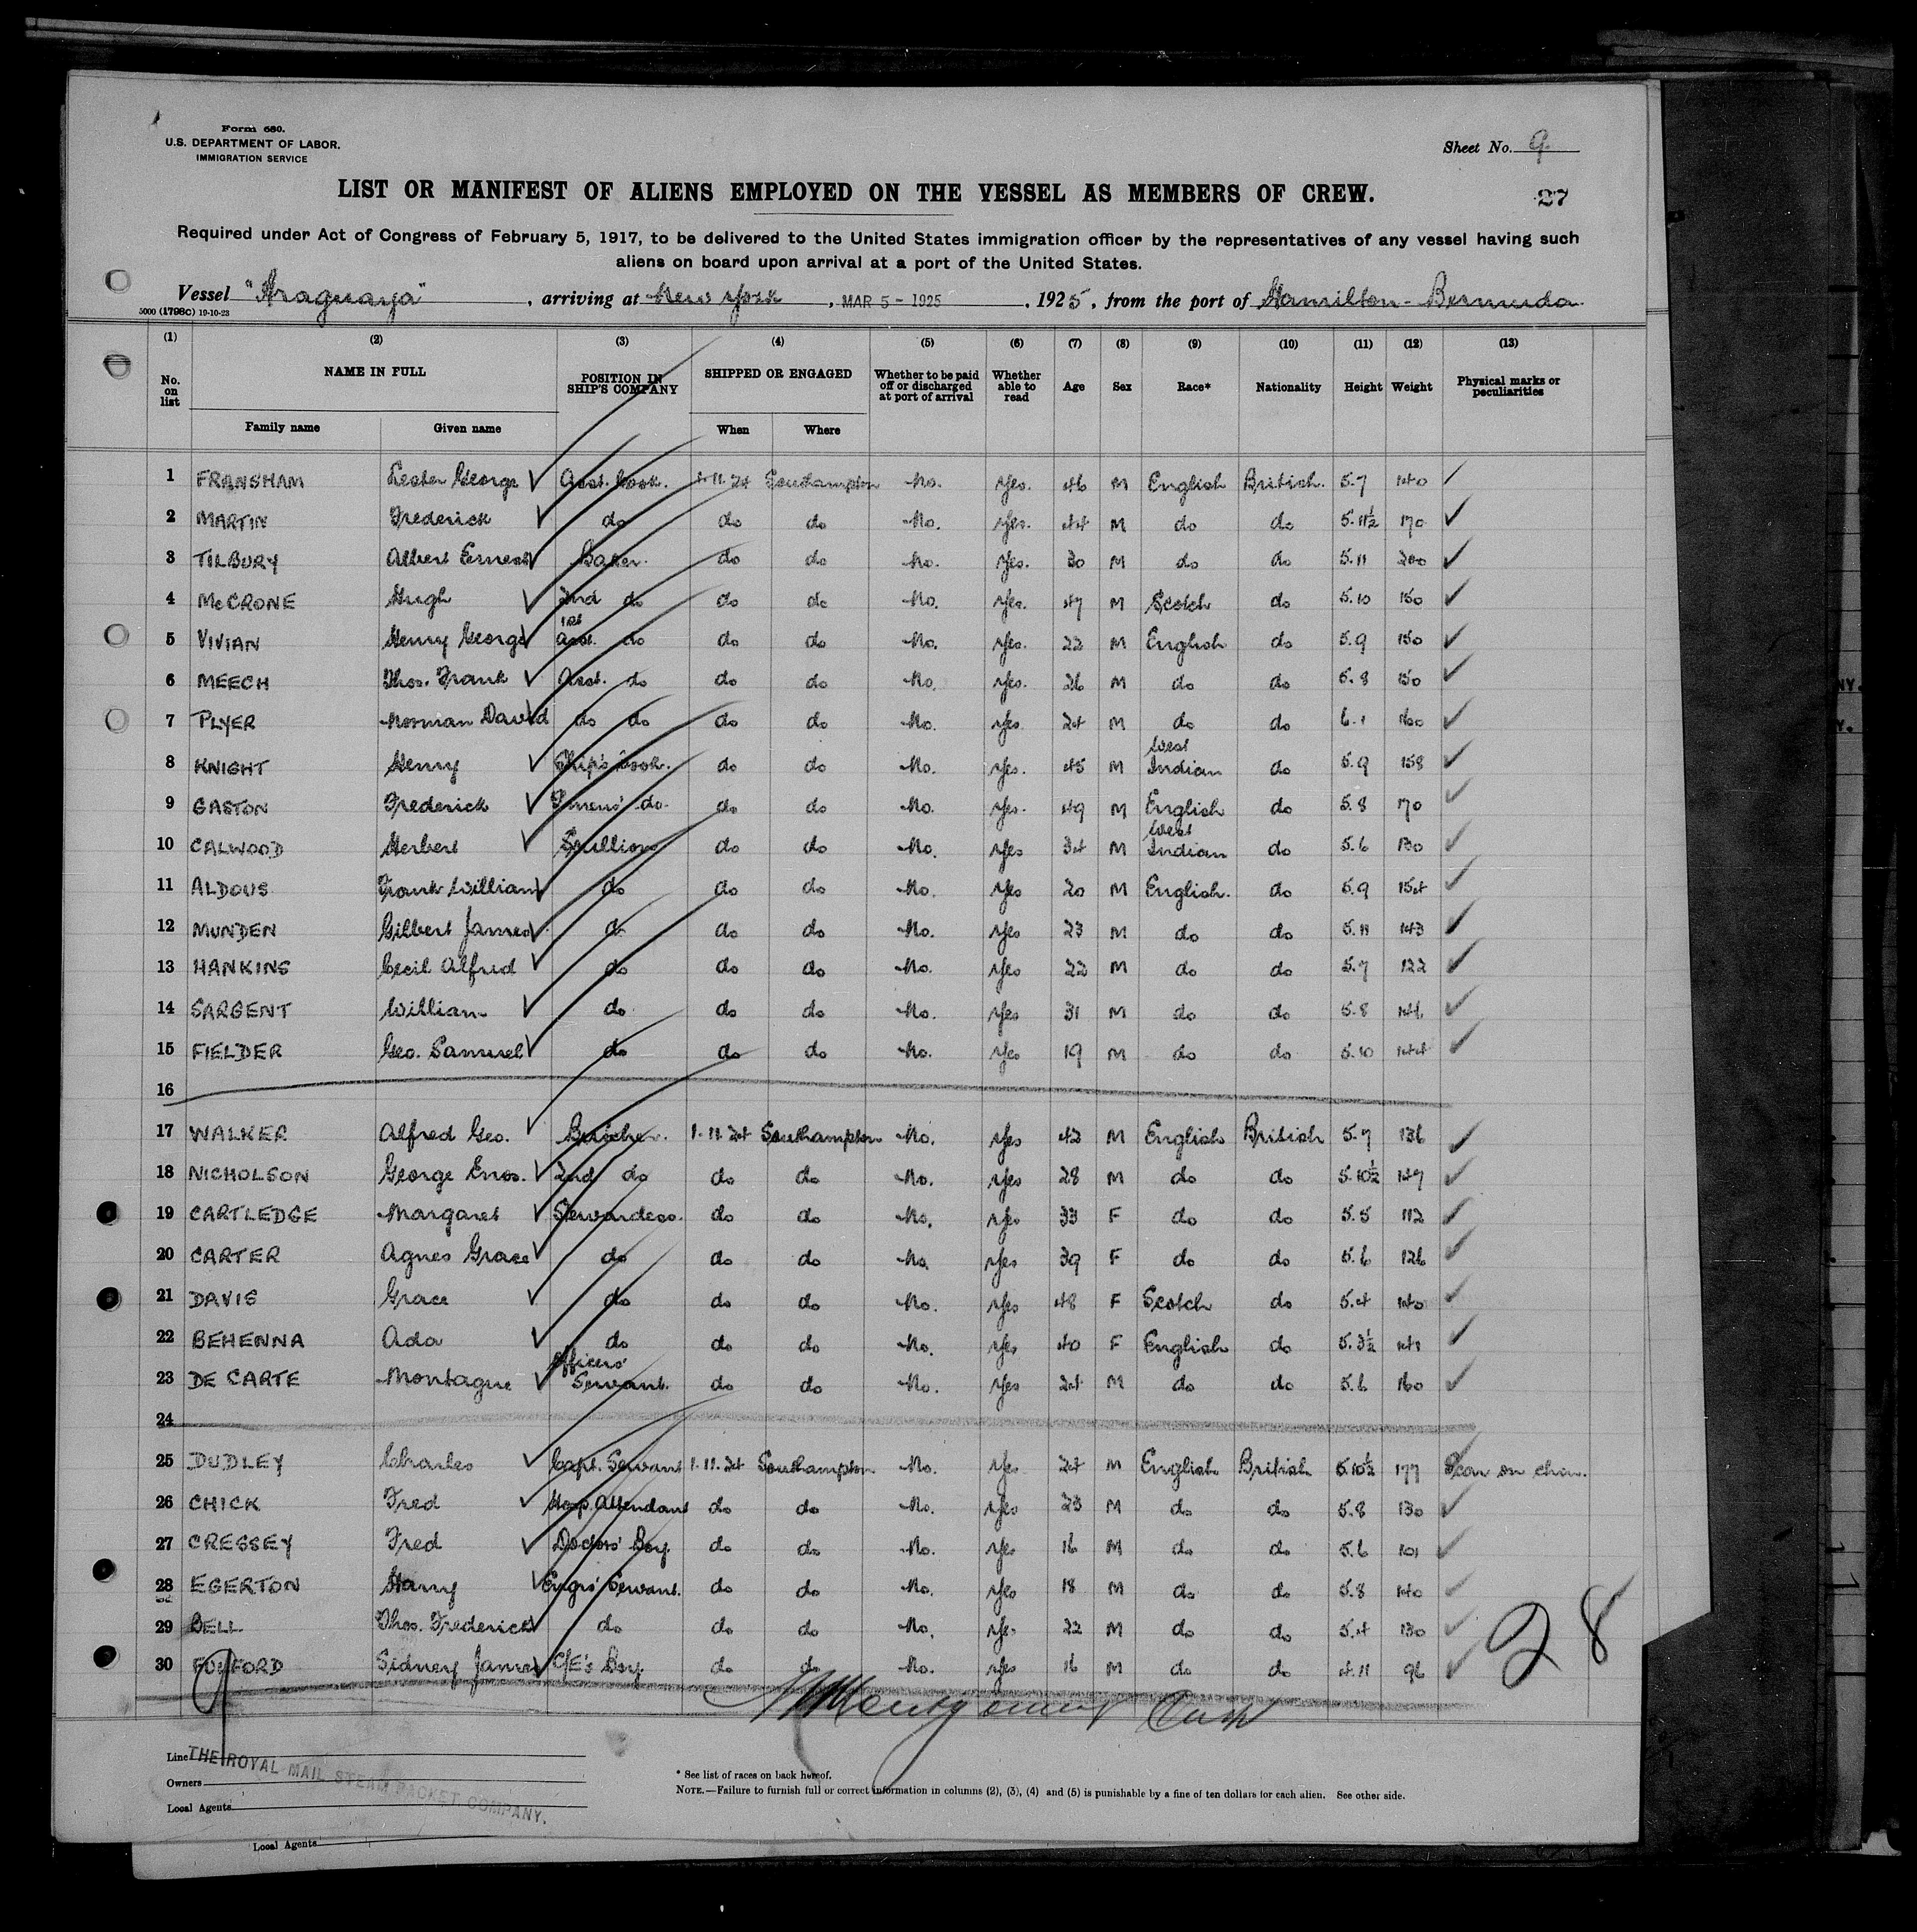 Form 680.
U.S. DEPARTMENT OF LABOR.
IMMIGRATION SERVICE
Sheet No. 9.
LIST OR MANIFEST OF ALIENS EMPLOYED ON THE VESSEL AS MEMBERS OF CREW.
27
Required under Act of Congress of February 5, 1917, to be delivered to the United States immigration officer by the representatives of any vessel having such
aliens on board upon arrival at a port of the United States.
Vessel "Araguaya", arriving at New York, MAR 5 - 1925, 1925, from the port of Hamilton - Bermuda.
5000 (1798c) 19-10-23
(1) (2) (3) (4) (5) (6) (7) (8) (9) (10) (11) (12) (13)
No. on list NAME IN FULL POSITION IN SHIP'S COMPANY SHIPPED OR ENGAGED Whether to be paid off or discharged at port of arrival Whether able to read Age Sex Race* Nationality Height Weight Physical marks or peculiarities
Family name Given name When Where
1 FRANSHAM Lester George Asst. Cook. 1.11.24 Southampton No. Yes. 46 M English British. 5.7 140
2 MARTIN Frederick do do do No. Yes. 44 M do do 5.11½ 170
3 TILBURY Albert Ernest Baker. do do No. Yes. 30 M do do 5.11 200
4 McCRONE Hugh 2nd do do do No. Yes. 47 M Scotch do 5.10 150
5 VIVIAN Henry George 1st asst. do do do No. Yes. 22 M English do 5.9 150
6 MEECH Thos. Frank Asst. do do do No. Yes. 26 M do do 5.8 150
7 PLYER Norman David do do do do No. Yes. 24 M do do 6.1 160
8 KNIGHT Henry Ship's Cook. do do No. Yes. 45 M West Indian do 5.9 158
9 GASTON Frederick do. do do No. Yes. 49 M English do 5.8 170
10 CALWOOD Herbert Scullion do do No. Yes 34 M West Indian do 5.6 130
11 ALDOUS Frank William do do do No. Yes 20 M English. do 5.9 154
12 MUNDEN Gilbert James do do do No. Yes 23 M do do 5.11 143
13 HANKINS Cecil Alfred do do do No. Yes 22 M do do 5.7 122
14 SARGENT William do do do No. Yes 31 M do do 5.8 146
15 FIELDER Geo. Samuel do do do No. Yes 19 M do do 5.10 144
16
17 WALKER Alfred Geo. Butcher. 1.11.24 Southampton No. Yes 42 M English British 5.7 136
18 NICHOLSON George Enos. 2nd do do do No. Yes 28 M do do 5.10½ 147
19 CARTLEDGE Margaret Stewardess. do do No. Yes 33 F do do 5.5 112
20 CARTER Agnes Grace do do do No. Yes 39 F do do 5.6 126
21 DAVIS Grace do do do No. Yes 48 F Scotch do 5.4 140
22 BEHENNA Ada do do do No. Yes 40 F English do 5.3½ 141
23 DE CARTE Montague Officers' Servant. do do No. Yes 24 M do do 5.6 160
24
25 DUDLEY Charles Capt. Servant 1.11.24 Southampton No. Yes 24 M English British 5.10½ 177 Scar on chin.
26 CHICK Fred Hosp. Attendant do do No. Yes 23 M do do 5.8 130
27 CRESSEY Fred Doctors' Boy do do No. Yes 16 M do do 5.6 101
28 EGERTON Harry Engrs' Servant. do do No. Yes 18 M do do 5.8 140
29 BELL Thos. Frederick do do do No. Yes 22 M do do 5.4 130
30 FULFORD Sidney James C/E's Boy. do do No. Yes 16 M do do 4.11 96
28
Montgomery
Line THE ROYAL MAIL STEAM PACKET COMPANY.
Owners
Local Agents
* See list of races on back hereof.
NOTE.—Failure to furnish full or correct information in columns (2), (3), (4) and (5) is punishable by a fine of ten dollars for each alien. See other side.
Local Agents